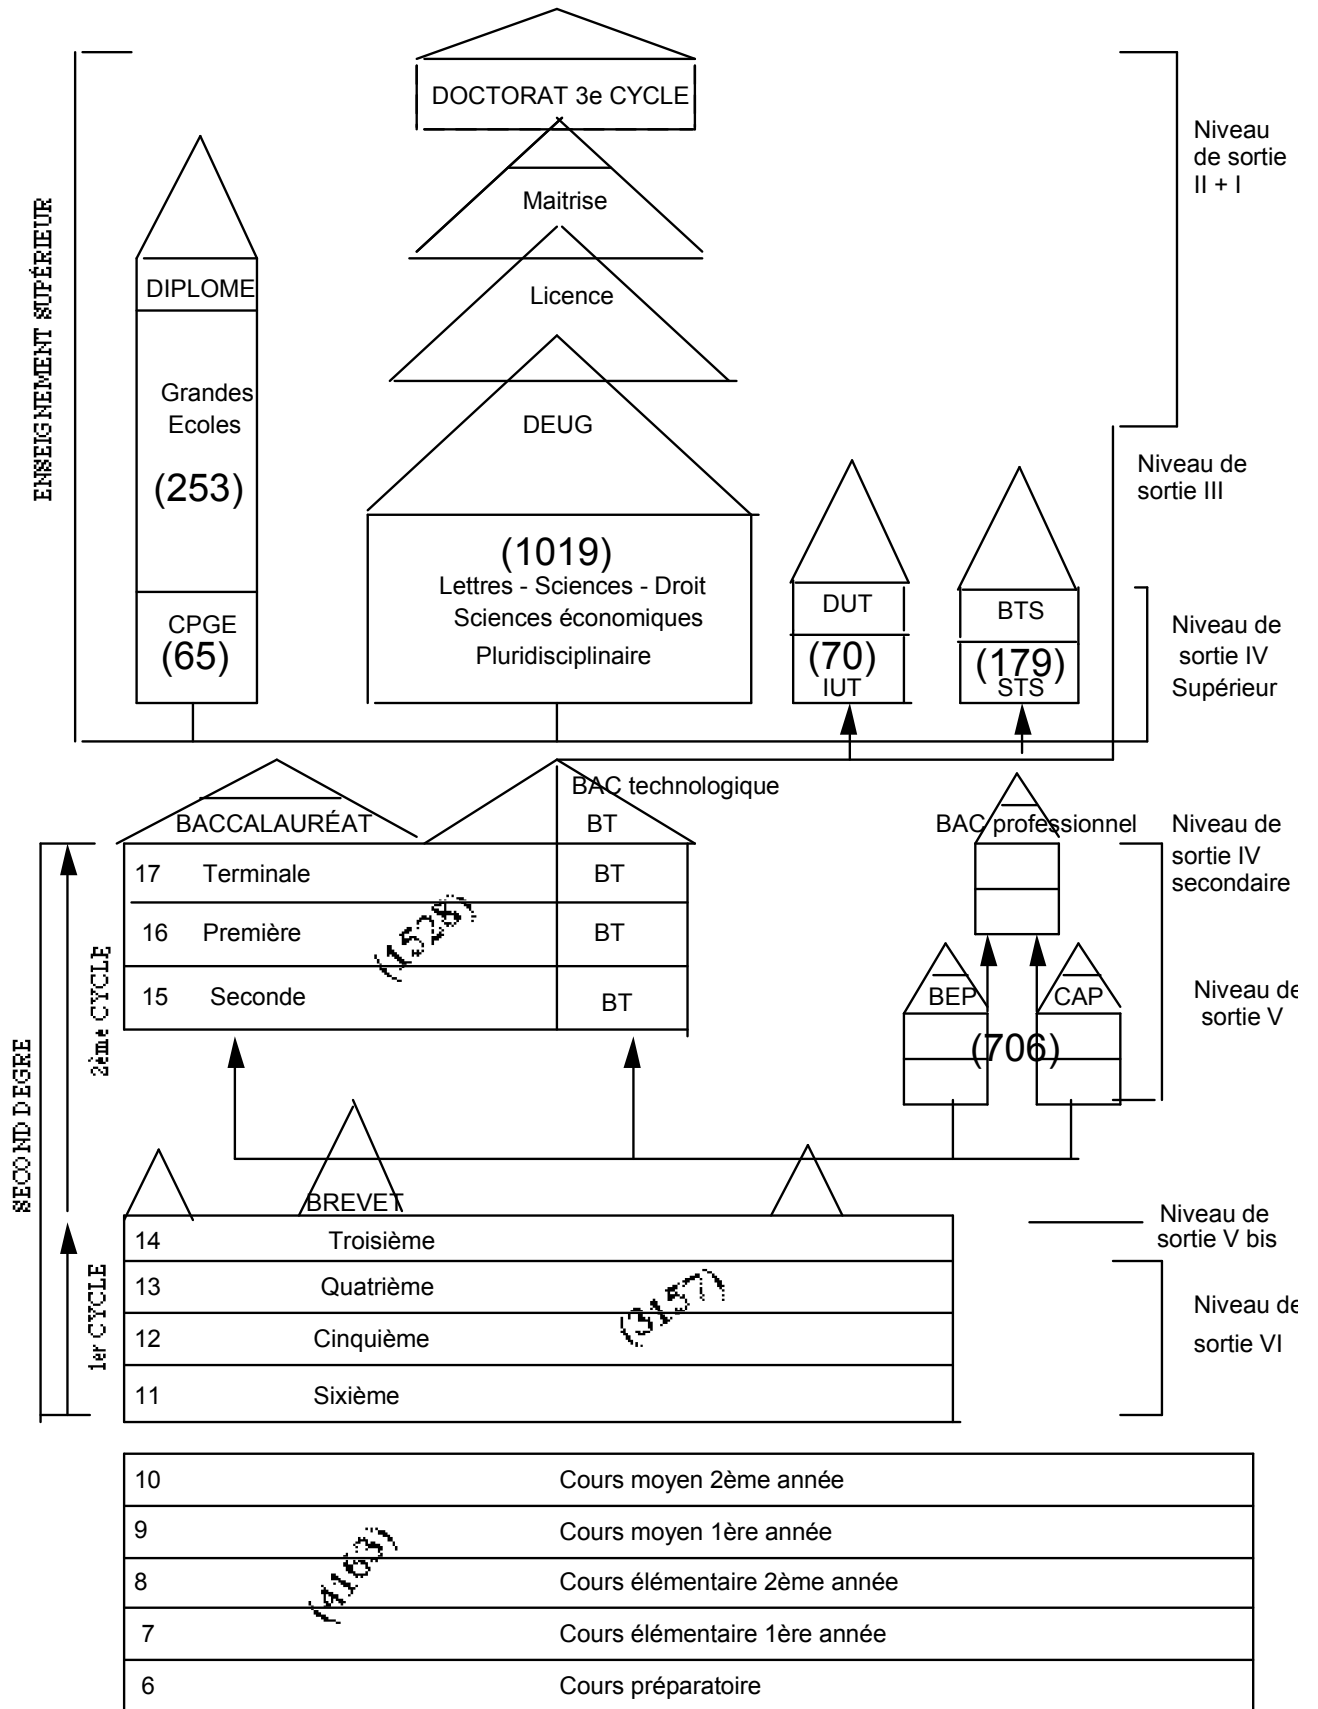 DOCTORAT 3e CYCLE
Niveau
de sortie
II + I
Maitrise
ENSEIGNEMENT SUPÉRIEUR
DIPLOME
Licence
Grandes
Ecoles
(253)
DEUG
Niveau de
sortie III
(1019)
Lettres - Sciences - Droit
Sciences économiques
Pluridisciplinaire
CPGE
(65)
DUT
(70)
IUT
BTS
(179)
STS
Niveau de
sortie IV
Supérieur
BAC technologique
BACCALAURÉAT
BT
BAC professionnel
Niveau de
sortie IV
secondaire
17 Terminale BT
16 Première BT
15 Seconde BT
(1528)
2ème CYCLE
SECOND DEGRE
BEP
CAP
(706)
Niveau de
sortie V
BREVET
Niveau de
sortie V bis
14 Troisième
13 Quatrième
12 Cinquième
11 Sixième
(3157)
1er CYCLE
Niveau de
sortie VI
10 Cours moyen 2ème année
9 Cours moyen 1ère année
8 Cours élémentaire 2ème année
7 Cours élémentaire 1ère année
6 Cours préparatoire
(4163)